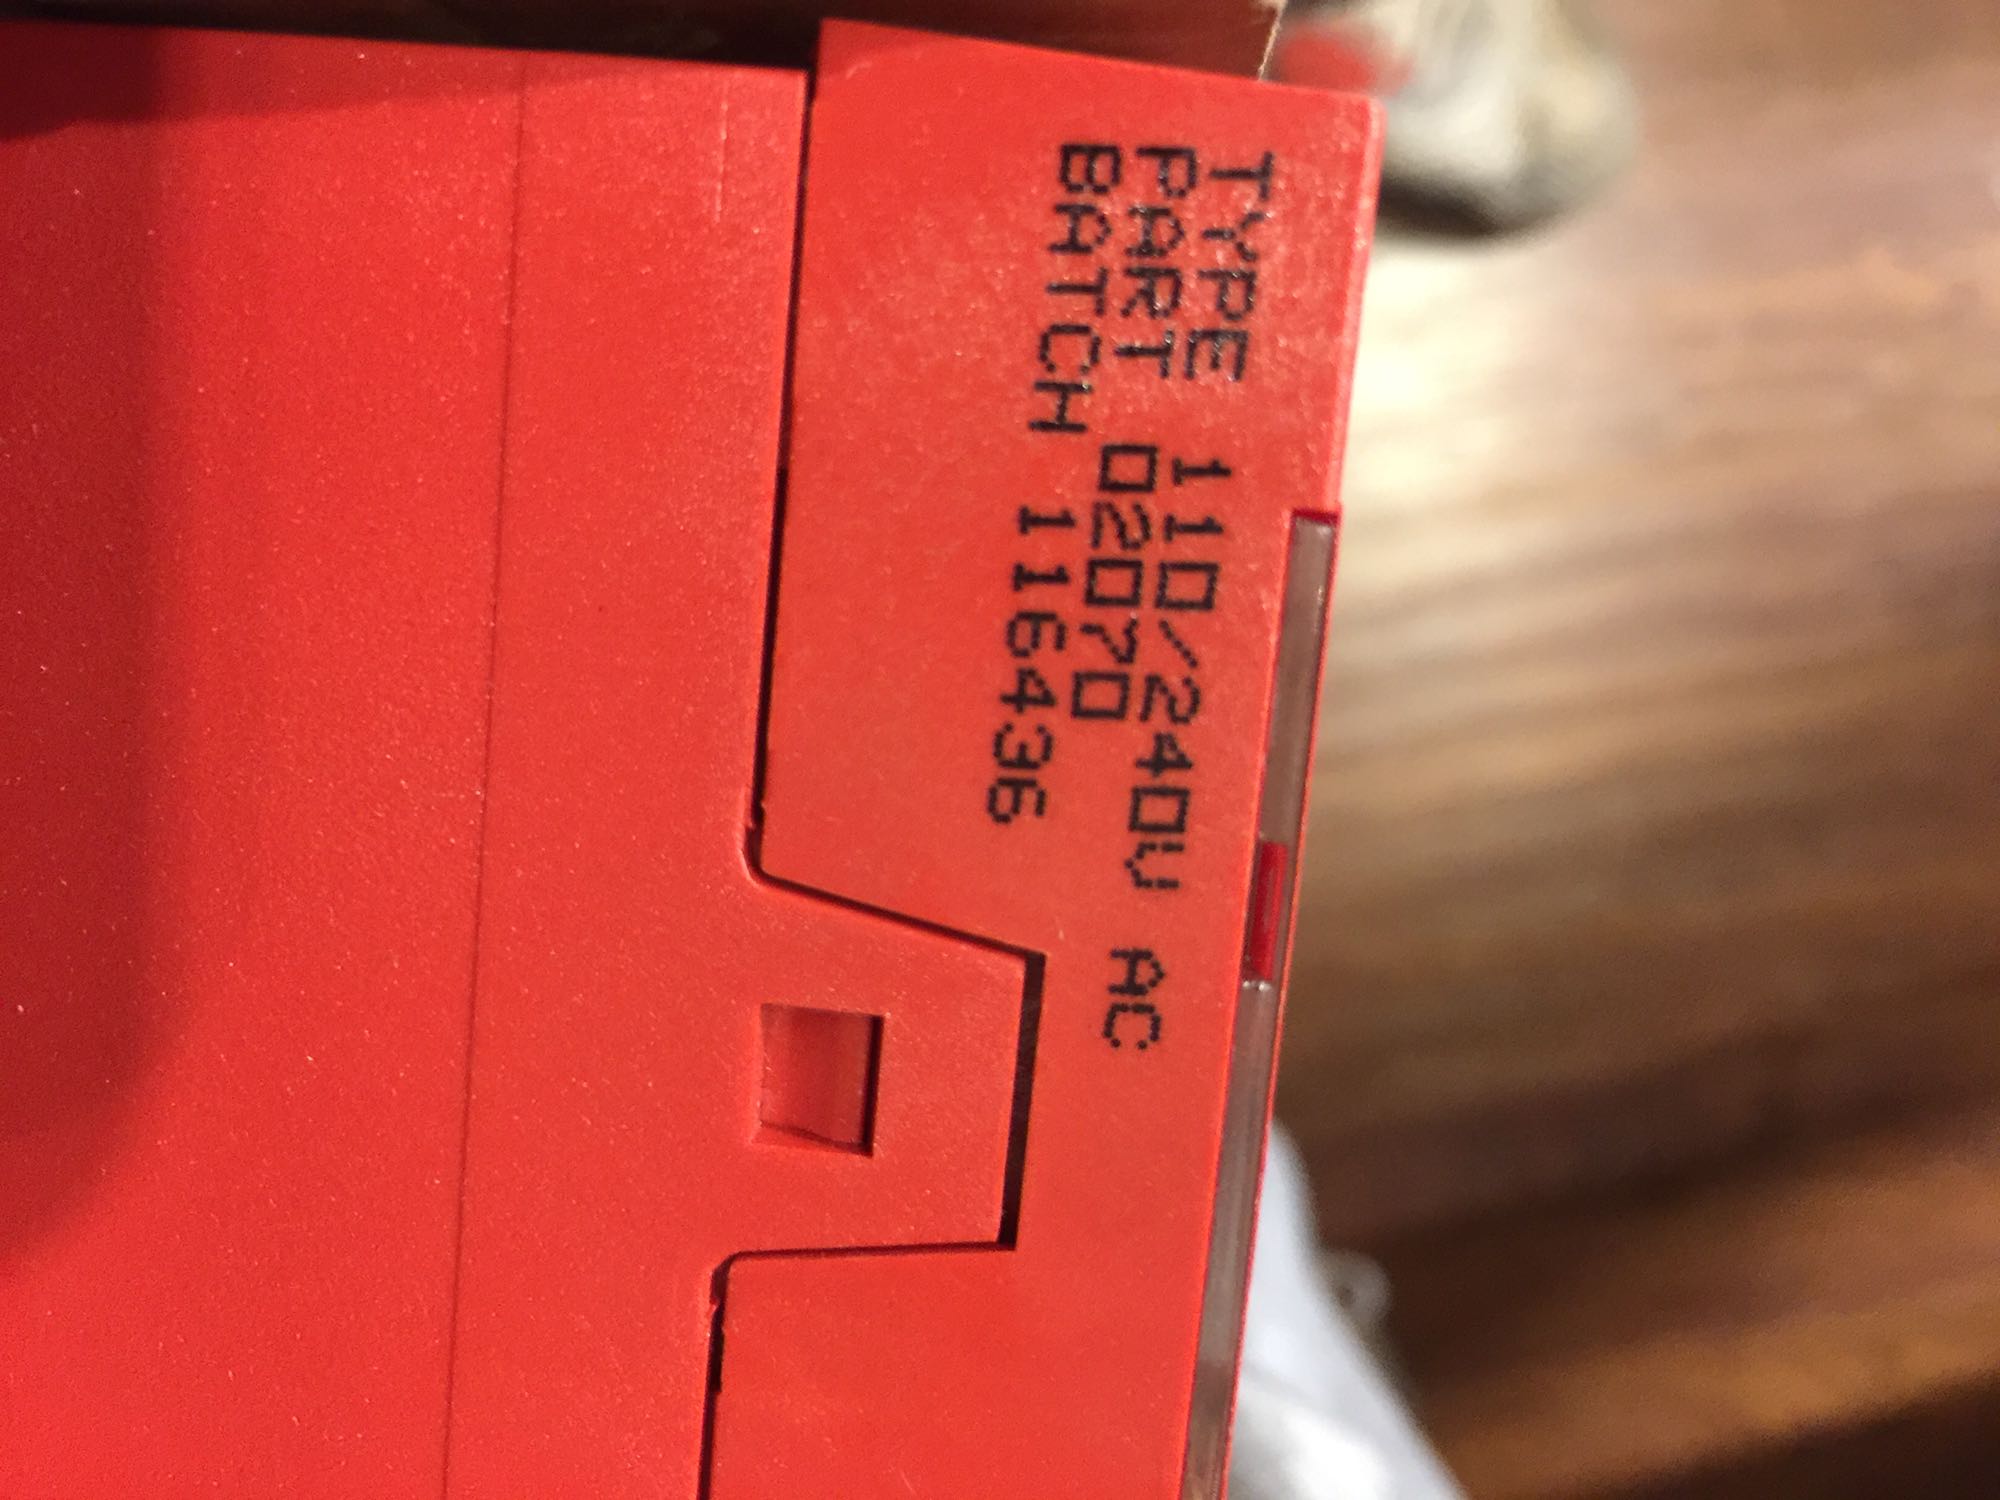 TYPE 110/240V AC
PART 02070
BATCH 116436